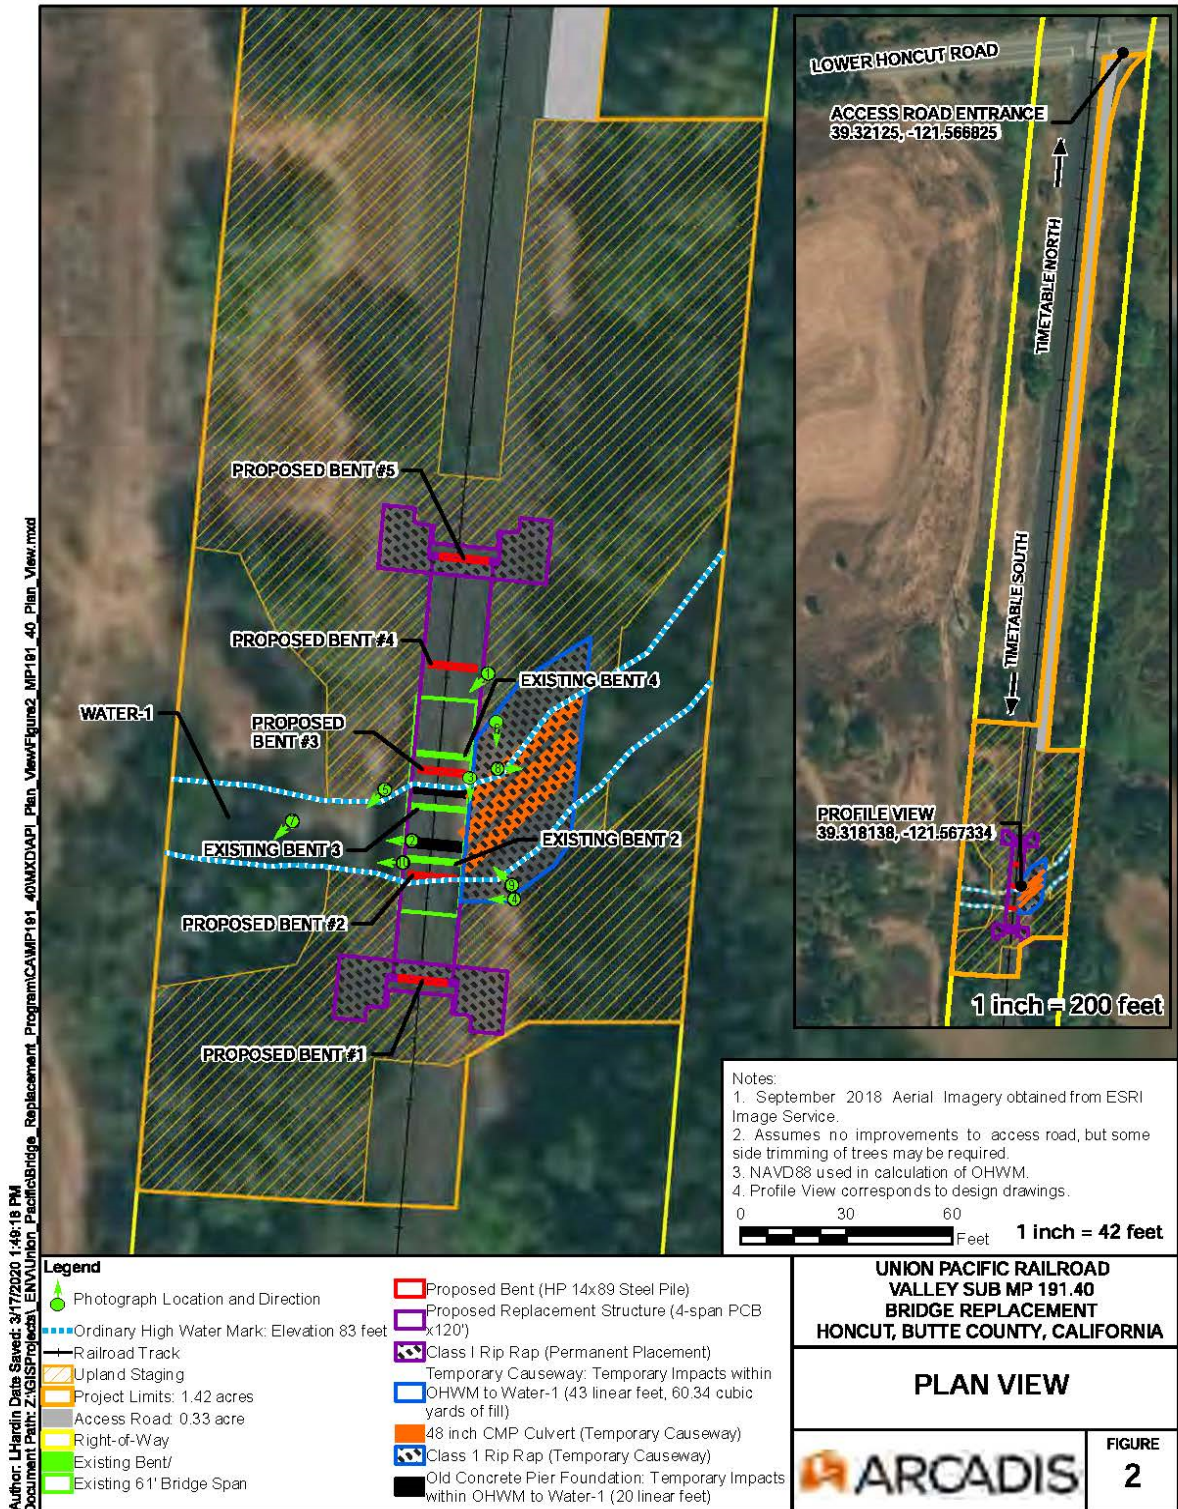 LOWER HONCUT ROAD
ACCESS ROAD ENTRANCE
39.32125, -121.566825
TIMETABLE NORTH
TIMETABLE SOUTH
PROFILE VIEW
39.318138, -121.567334
1 inch = 200 feet
PROPOSED BENT #5
PROPOSED BENT #4
EXISTING BENT 4
WATER-1
PROPOSED
BENT #3
EXISTING BENT 3
EXISTING BENT 2
PROPOSED BENT #2
PROPOSED BENT #1
1
6
8
3
5
7
2
9
4
Notes:
1. September 2018 Aerial Imagery obtained from ESRI
Image Service.
2. Assumes no improvements to access road, but some
side trimming of trees may be required.
3. NAVD88 used in calculation of OHWM.
4. Profile View corresponds to design drawings.
0 30 60
Feet
1 inch = 42 feet
Legend
Photograph Location and Direction
Ordinary High Water Mark: Elevation 83 feet
Railroad Track
Upland Staging
Project Limits: 1.42 acres
Access Road: 0.33 acre
Right-of-Way
Existing Bent/
Existing 61' Bridge Span
Proposed Bent (HP 14x89 Steel Pile)
Proposed Replacement Structure (4-span PCB
x120')
Class I Rip Rap (Permanent Placement)
Temporary Causeway: Temporary Impacts within
OHWM to Water-1 (43 linear feet, 60.34 cubic
yards of fill)
48 inch CMP Culvert (Temporary Causeway)
Class 1 Rip Rap (Temporary Causeway)
Old Concrete Pier Foundation: Temporary Impacts
within OHWM to Water-1 (20 linear feet)
UNION PACIFIC RAILROAD
VALLEY SUB MP 191.40
BRIDGE REPLACEMENT
HONCUT, BUTTE COUNTY, CALIFORNIA
PLAN VIEW
ARCADIS
FIGURE
2
Author: LHardin Date Saved: 3/17/2020 1:49:18 PM